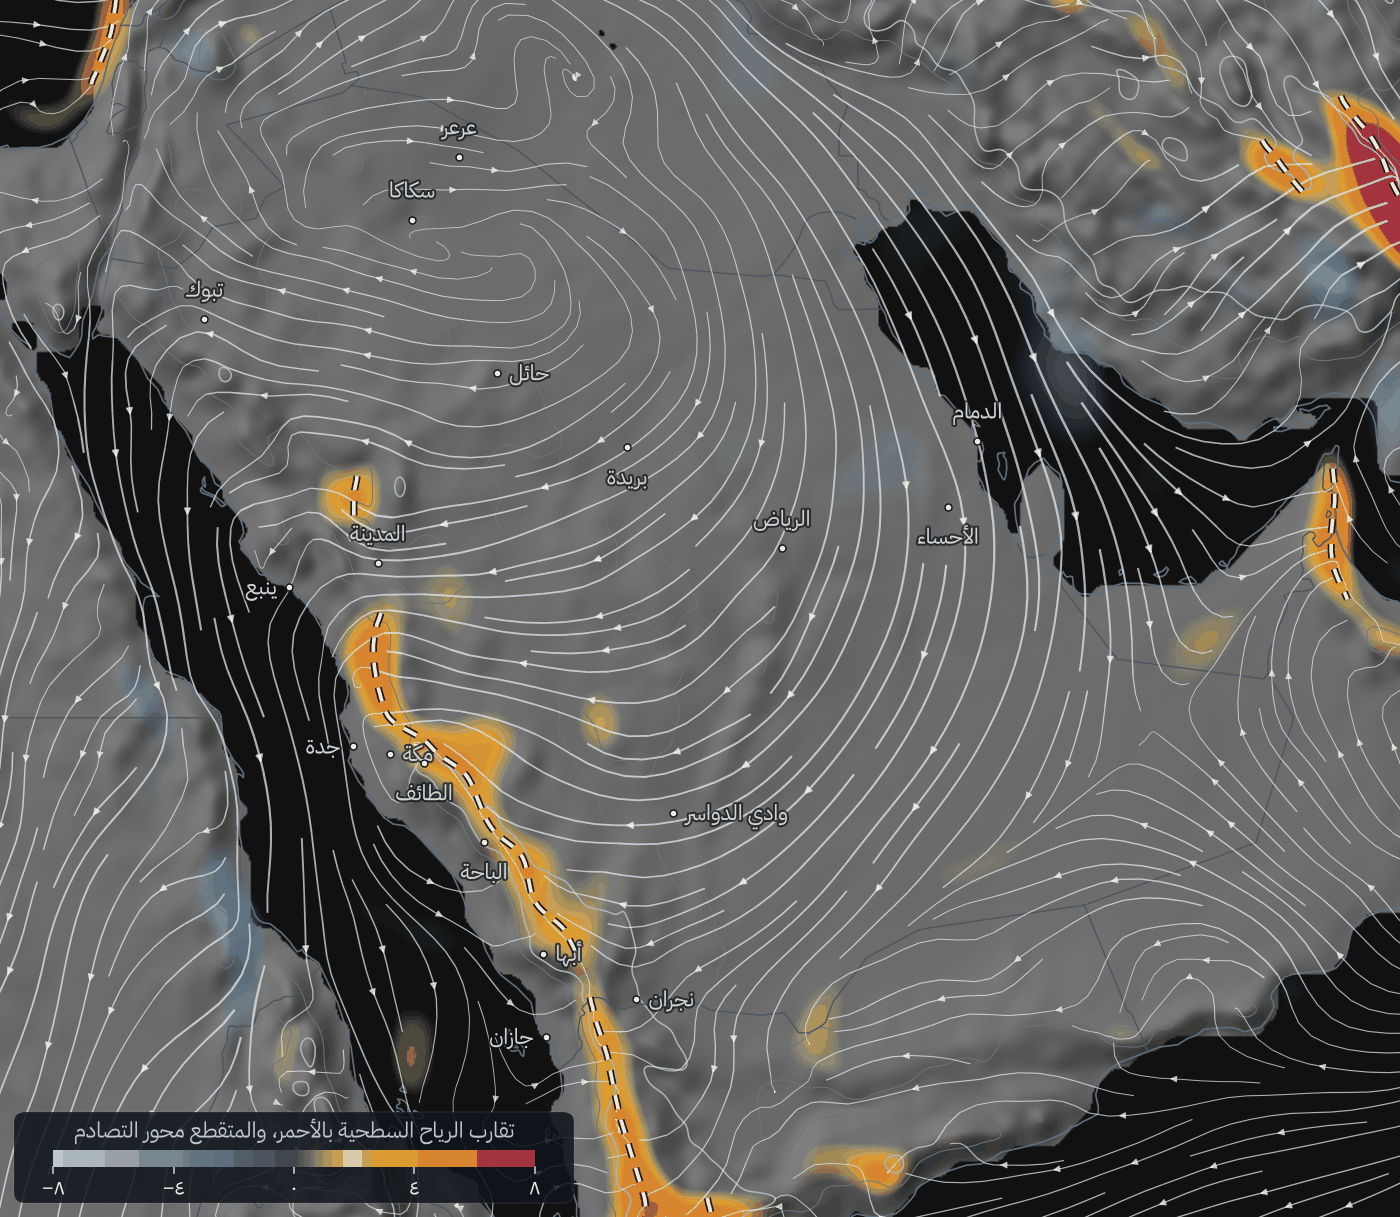 عرعر
سكاكا
تبوك
حائل
الدمام
بريدة
الرياض
الأحساء
المدينة
ينبع
جدة
مكة
الطائف
وادي الدواسر
الباحة
أبها
نجران
جازان
تقارب الرياح السطحية بالأحمر، والمتقطع محور التصادم
−٨ −٤ ٠ ٤ ٨